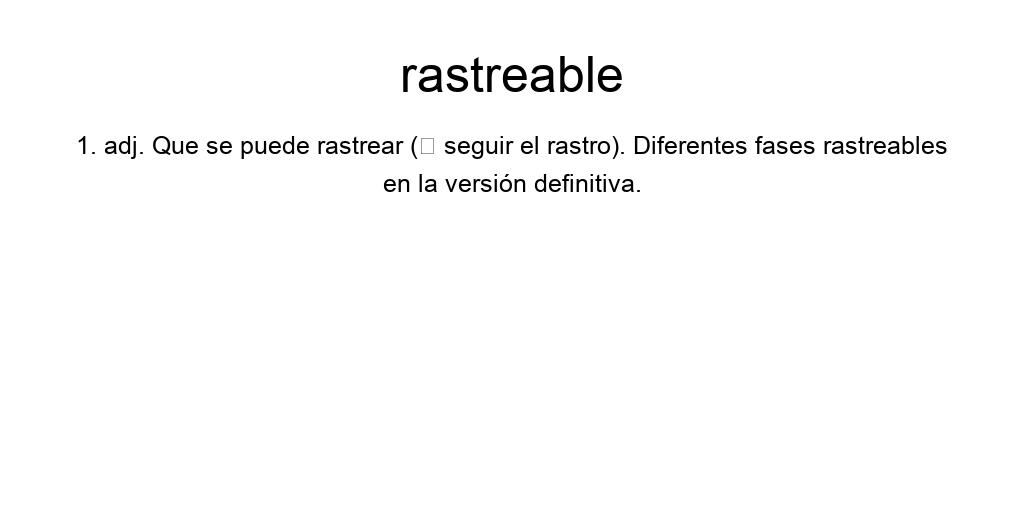 rastreable
1. adj. Que se puede rastrear (□ seguir el rastro). Diferentes fases rastreables
en la versión definitiva.